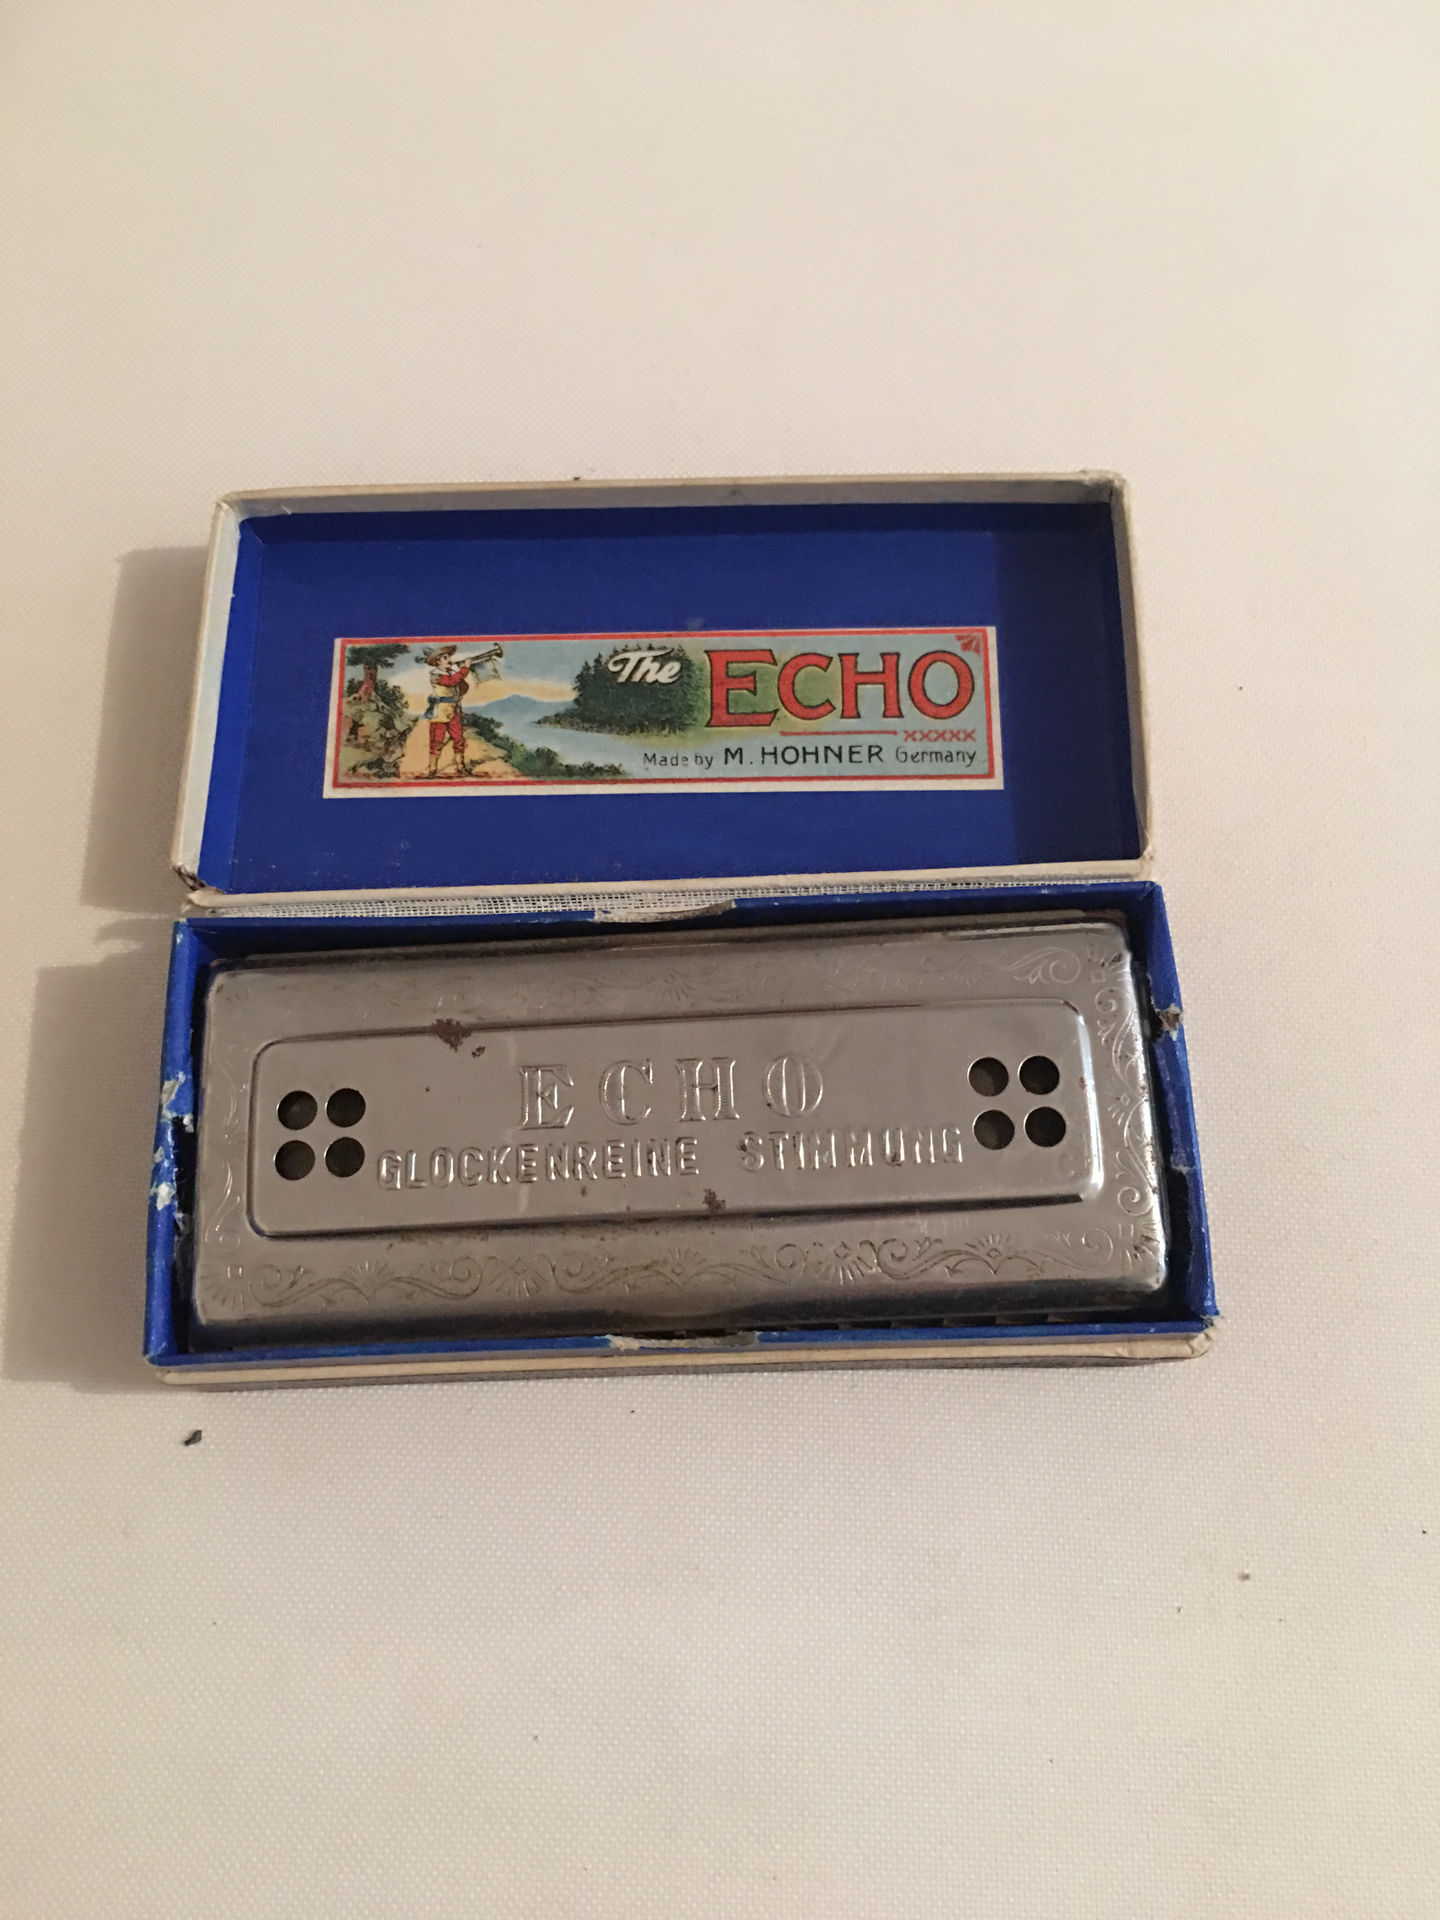 The ECHO
xxxxx
Made by M. HOHNER Germany
ECHO
GLOCKENREINE STIMMUNG